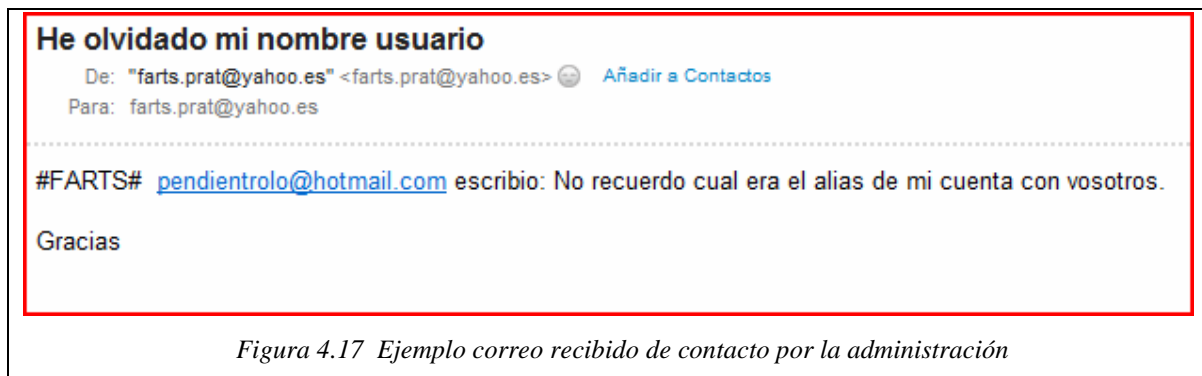 He olvidado mi nombre usuario
De: "farts.prat@yahoo.es" <farts.prat@yahoo.es> Añadir a Contactos
Para: farts.prat@yahoo.es
#FARTS# pendientrolo@hotmail.com escribio: No recuerdo cual era el alias de mi cuenta con vosotros.
Gracias
Figura 4.17 Ejemplo correo recibido de contacto por la administración